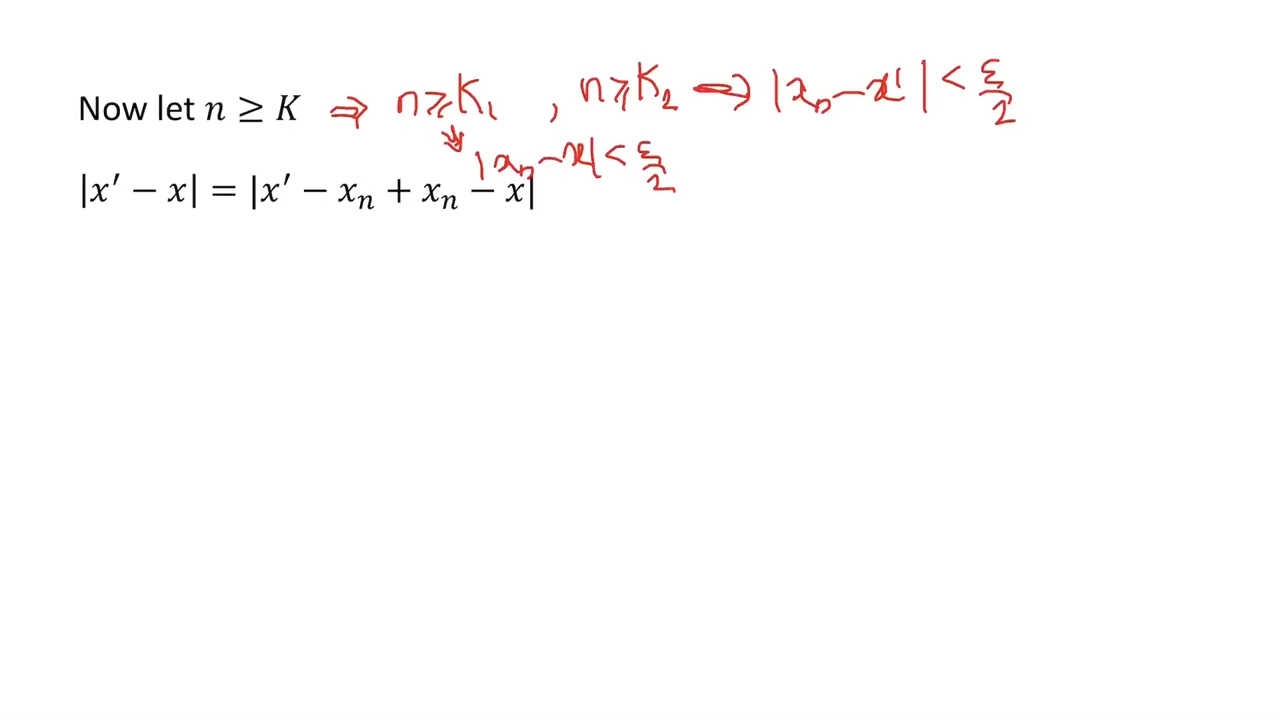 Now let n ≥ K ⇒ n ≥ K₁ , n ≥ K₂ ⇒ |xₙ − x′| < ε/2
⇓ |xₙ − x| < ε/2
|x′ − x| = |x′ − xₙ + xₙ − x|